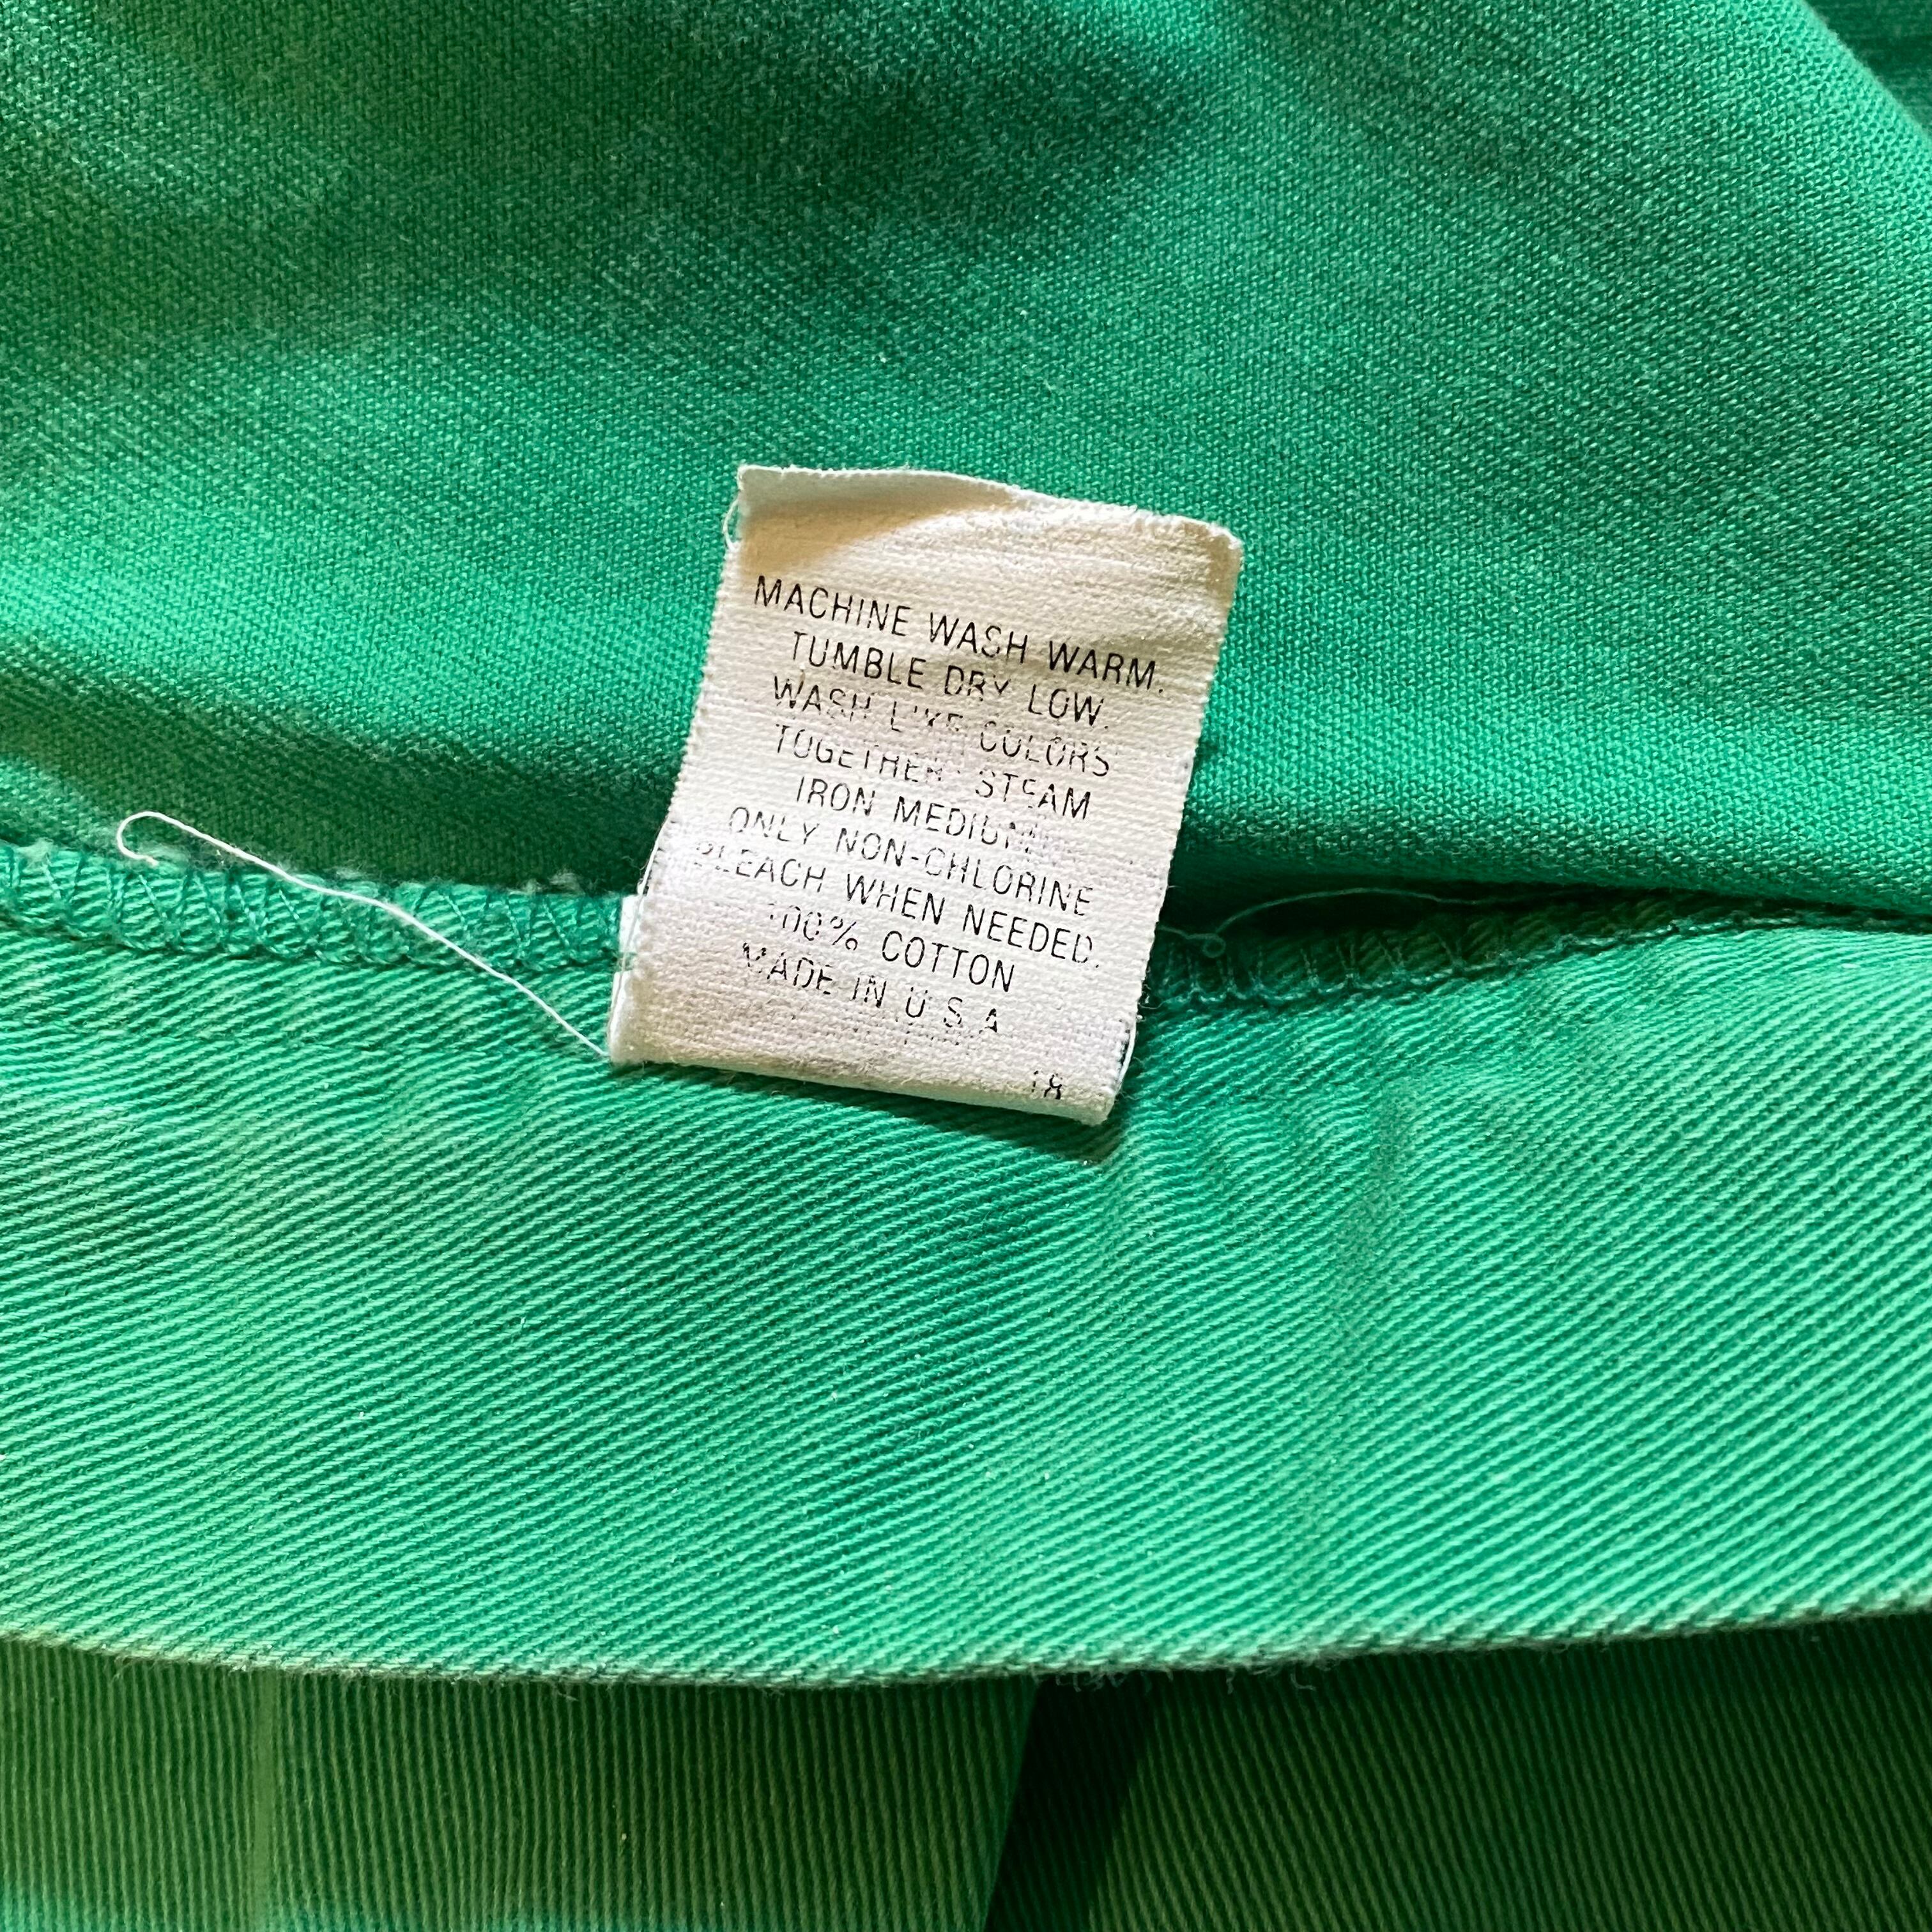 MACHINE WASH WARM.
TUMBLE DRY LOW.
WASH LIKE COLORS
TOGETHER. STEAM
IRON MEDIUM.
ONLY NON-CHLORINE
BLEACH WHEN NEEDED.
100% COTTON
MADE IN U.S.A.
18